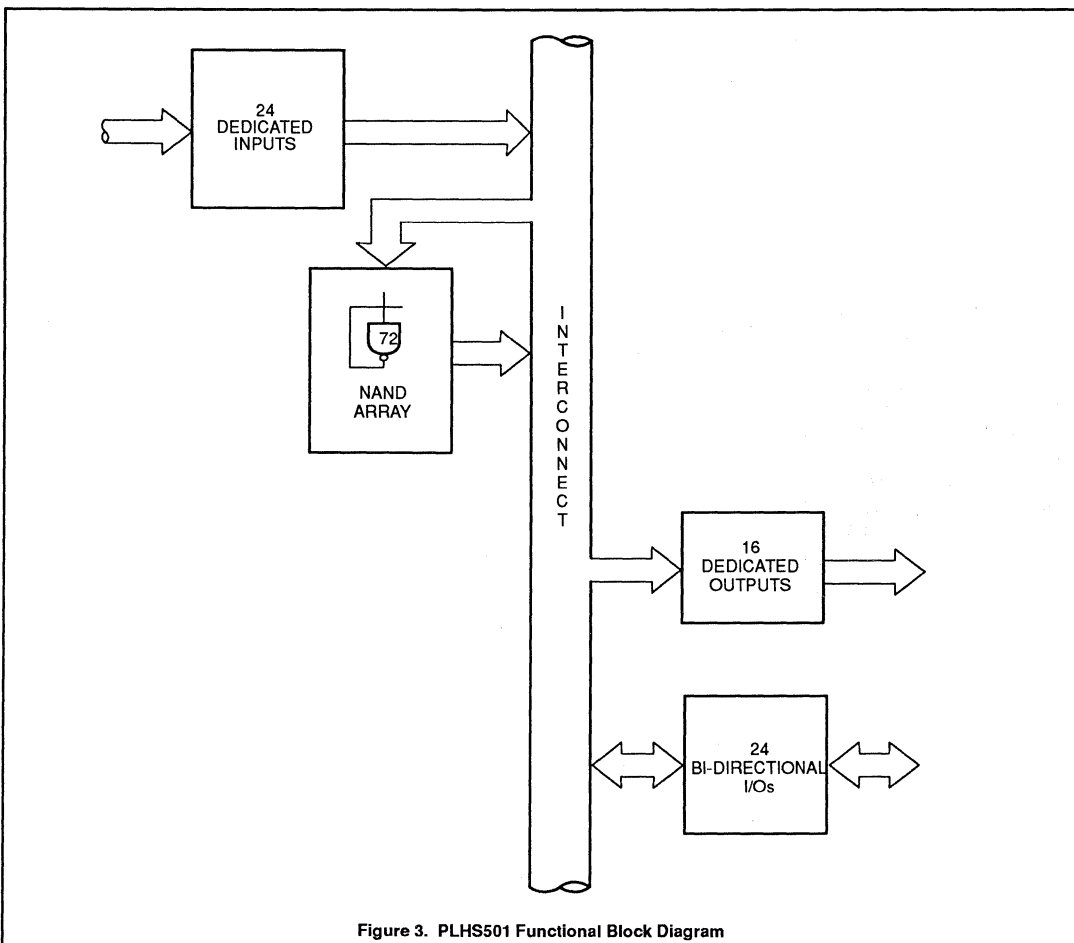 24
DEDICATED
INPUTS
72
NAND
ARRAY
INTERCONNECT
16
DEDICATED
OUTPUTS
24
BI-DIRECTIONAL
I/Os
Figure 3. PLHS501 Functional Block Diagram